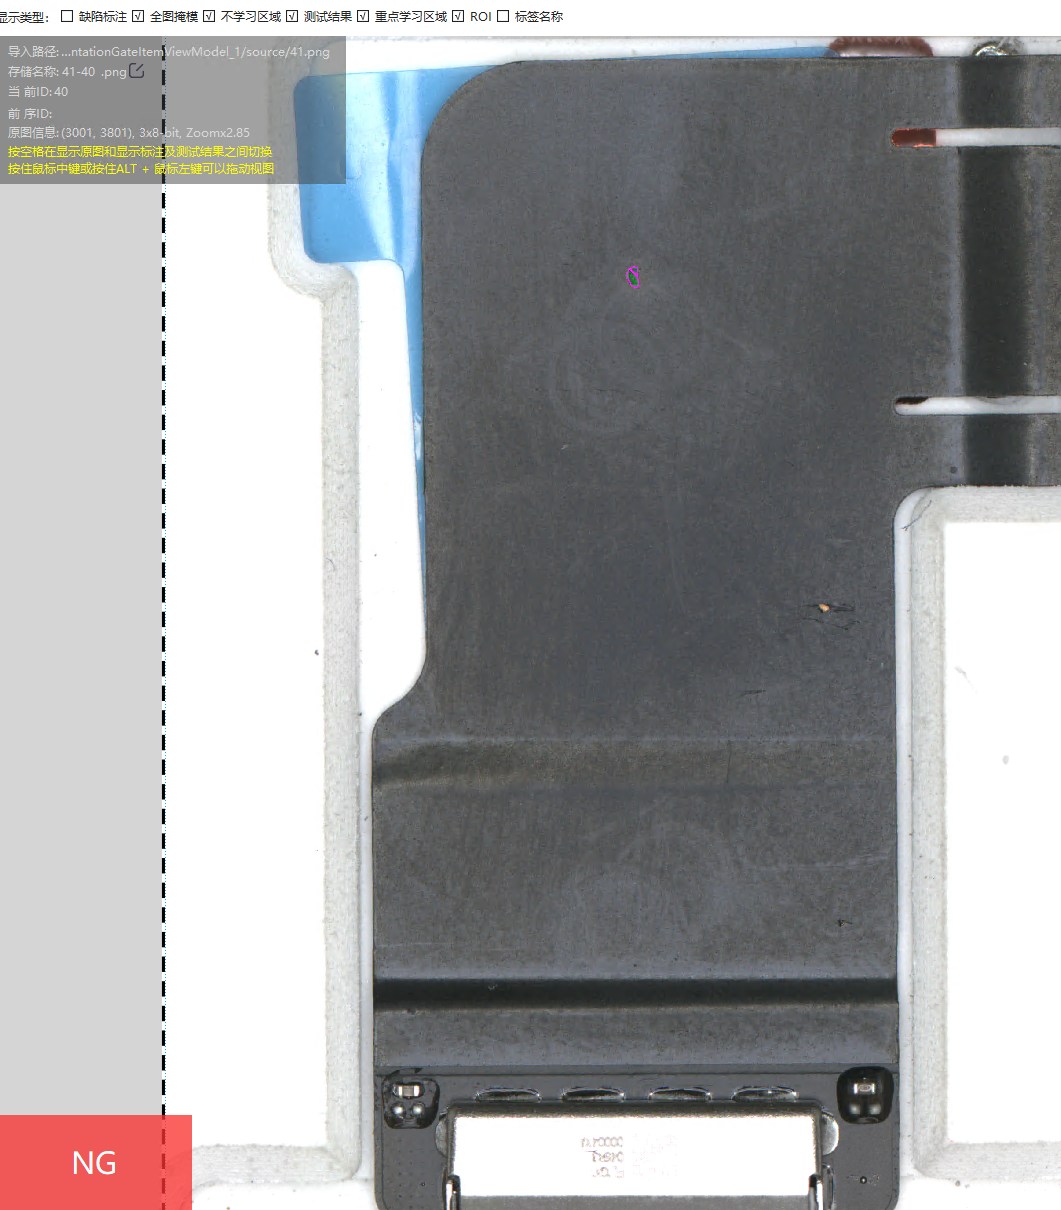 显示类型: 缺陷标注 全图掩模 不学习区域 测试结果 重点学习区域 ROI 标签名称
导入路径: ...ntationGateItemViewModel_1/source/41.png
存储名称: 41-40 .png
当 前ID: 40
前 序ID:
原图信息: (3001, 3801), 3x8-bit, Zoomx2.85
按空格在显示原图和显示标注及测试结果之间切换
按住鼠标中键或按住ALT + 鼠标左键可以拖动视图
NG